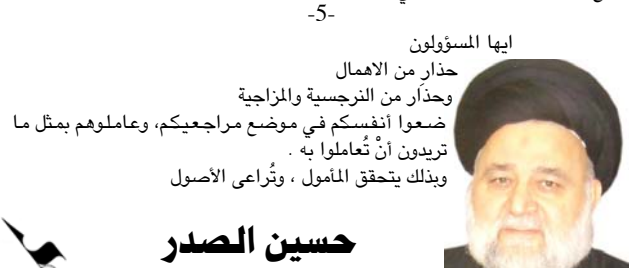 -5-
ايها المسؤولون
حذارِ من الاهمال
وحذار من النرجسية والمزاجية
ضعوا أنفسكم في موضع مراجعيكم، وعاملوهم بمثل ما
تريدون أنْ تُعاملوا به .
وبذلك يتحقق المأمول ، وتُراعى الأصول
حسين الصدر